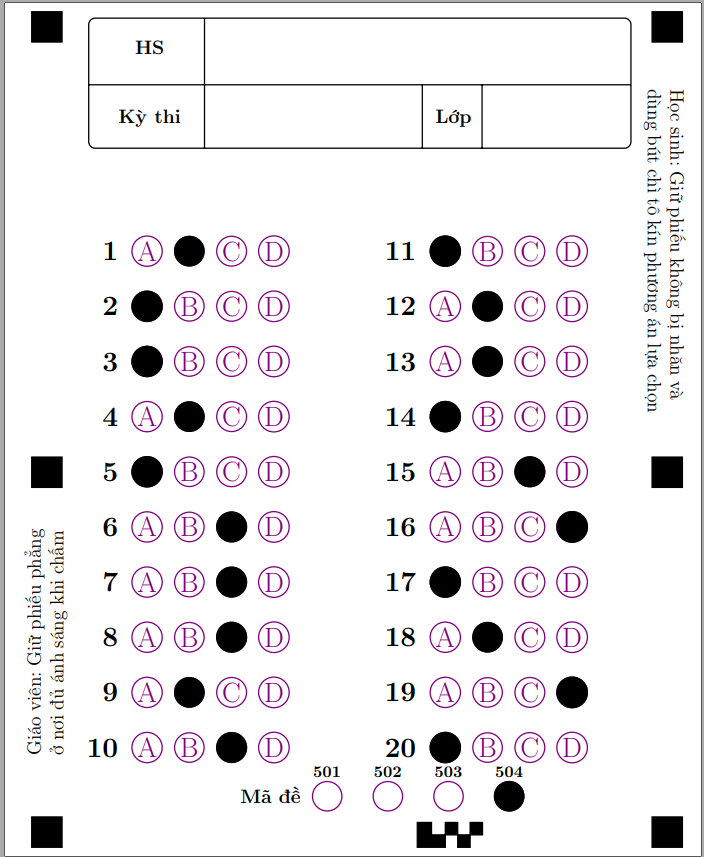 HS
Kỳ thi
Lớp
Học sinh: Giữ phiếu không bị nhăn và
dùng bút chì tô kín phương án lựa chọn
1 A C D
2 B C D
3 B C D
4 A C D
5 B C D
6 A B D
7 A B D
8 A B D
9 A C D
10 A B D
11 B C D
12 A C D
13 A C D
14 B C D
15 A B D
16 A B C
17 B C D
18 A C D
19 A B C
20 B C D
Giáo viên: Giữ phiếu phẳng
ở nơi đủ ánh sáng khi chấm
501 502 503 504
Mã đề